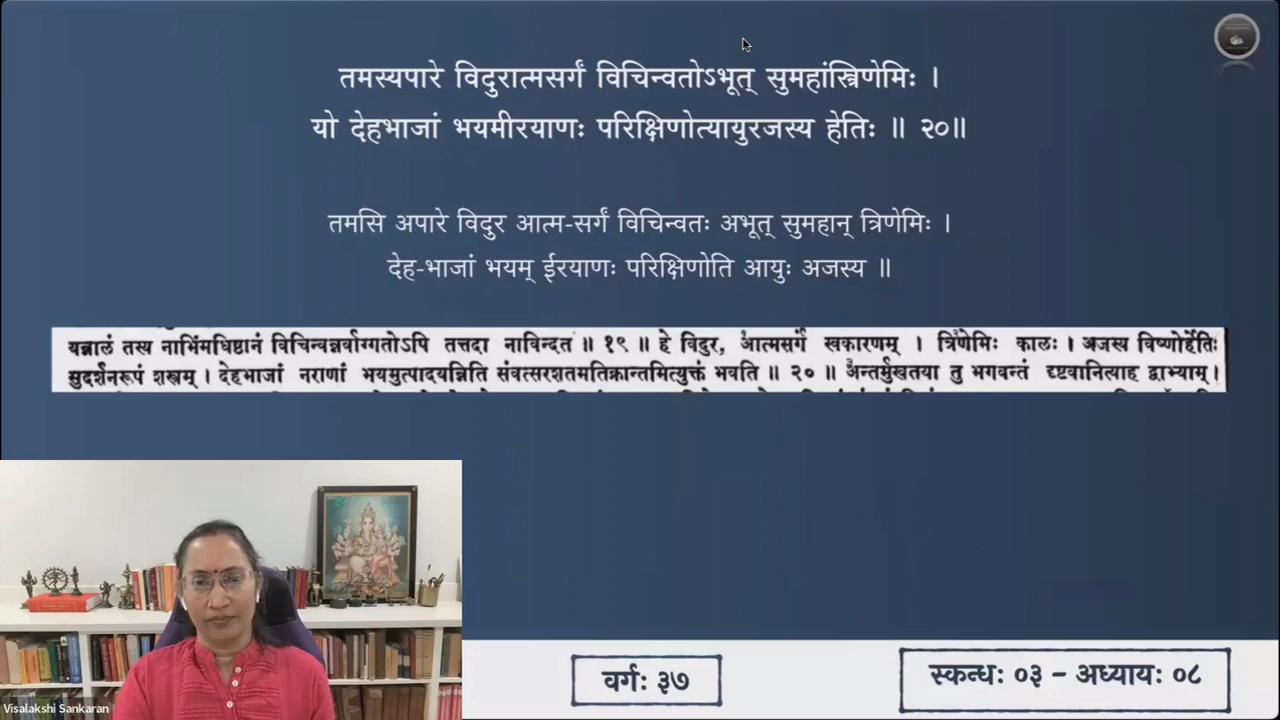 तमस्यपारे विदुरात्मसर्गं विचिन्वतोऽभूत् सुमहांस्त्रिणेमिः ।
यो देहभाजां भयमीरयाणः परिक्षिणोत्यायुरजस्य हेतिः ॥ २०॥
तमसि अपारे विदुर आत्म-सर्गं विचिन्वतः अभूत् सुमहान् त्रिणेमिः ।
देह-भाजां भयम् ईरयाणः परिक्षिणोति आयुः अजस्य ॥
यन्नालं तस्य नाभिमधिष्ठानं विचिन्वन्नर्वाग्गतोऽपि तत्तदा नाविन्दत ॥ १९ ॥ हे विदुर, आत्मसर्गं स्वकारणम् । त्रिणेमिः कालः । अजस्य विष्णोर्हेतिः
सुदर्शनरूपं शस्त्रम् । देहभाजां नराणां भयमुत्पादयन्निति संवत्सरशतमतिक्रान्तमित्युक्तं भवति ॥ २० ॥ अन्तर्मुखतया तु भगवन्तं दृष्टवानित्याह द्वाभ्याम् ।
Visalakshi Sankaran
वर्गः ३७
स्कन्धः ०३ - अध्यायः ०८